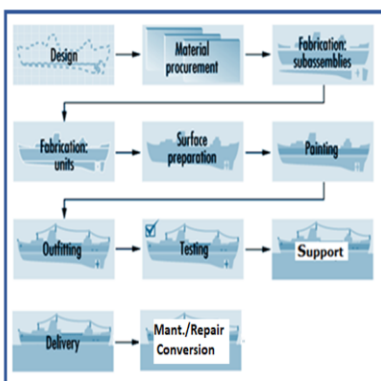 Design
Material
procurement
Fabrication:
subassemblies
Fabrication:
units
Surface
preparation
Painting
Outfitting
Testing
Support
Delivery
Mant./Repair
Conversion